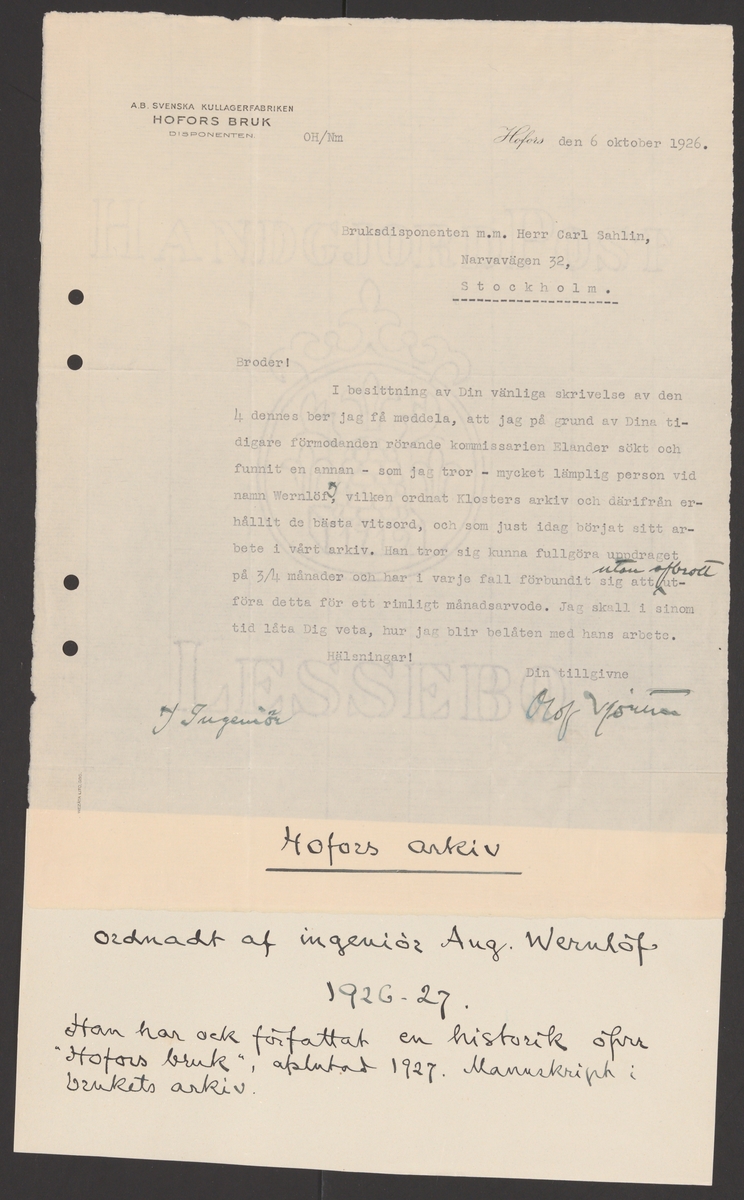 A.B. SVENSKA KULLAGERFABRIKEN
HOFORS BRUK
DISPONENTEN.
OH/Nm
Hofors den 6 oktober 1926.
Bruksdisponenten m.m. Herr Carl Sahlin,
Narvavägen 32,
Stockholm.
Broder!
I besittning av Din vänliga skrivelse av den
4 dennes ber jag få meddela, att jag på grund av Dina ti-
digare förmodanden rörande kommissarien Elander sökt och
funnit en annan - som jag tror - mycket lämplig person vid
namn Wernlöf, vilken ordnat Klosters arkiv och därifrån er-
hållit de bästa vitsord, och som just idag börjat sitt ar-
bete i vårt arkiv. Han tror sig kunna fullgöra uppdraget
utan afbrott
på 3/4 månader och har i varje fall förbundit sig att ut-
föra detta för ett rimligt månadsarvode. Jag skall i sinom
tid låta Dig veta, hur jag blir belåten med hans arbete.
Hälsningar!
Din tillgivne
Ingeniör
Olof
LESSEBO
Hofors arkiv
ordnadt af ingeniör Aug. Wernlöf
1926-27.
Han har ock författat en historik öfver
"Hofors bruk", afslutad 1927. Manuskript i
brukets arkiv.